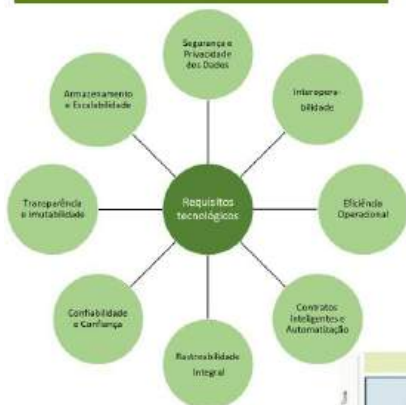 Segurança e
Privacidade
dos Dados
Interopera-
bilidade
Eficiência
Operacional
Contratos
Inteligentes e
Automatização
Rastreabilidade
Integral
Confiabilidade
e Confiança
Transparência
e imutabilidade
Armazenamento
e Escalabilidade
Requisitos
tecnológicos